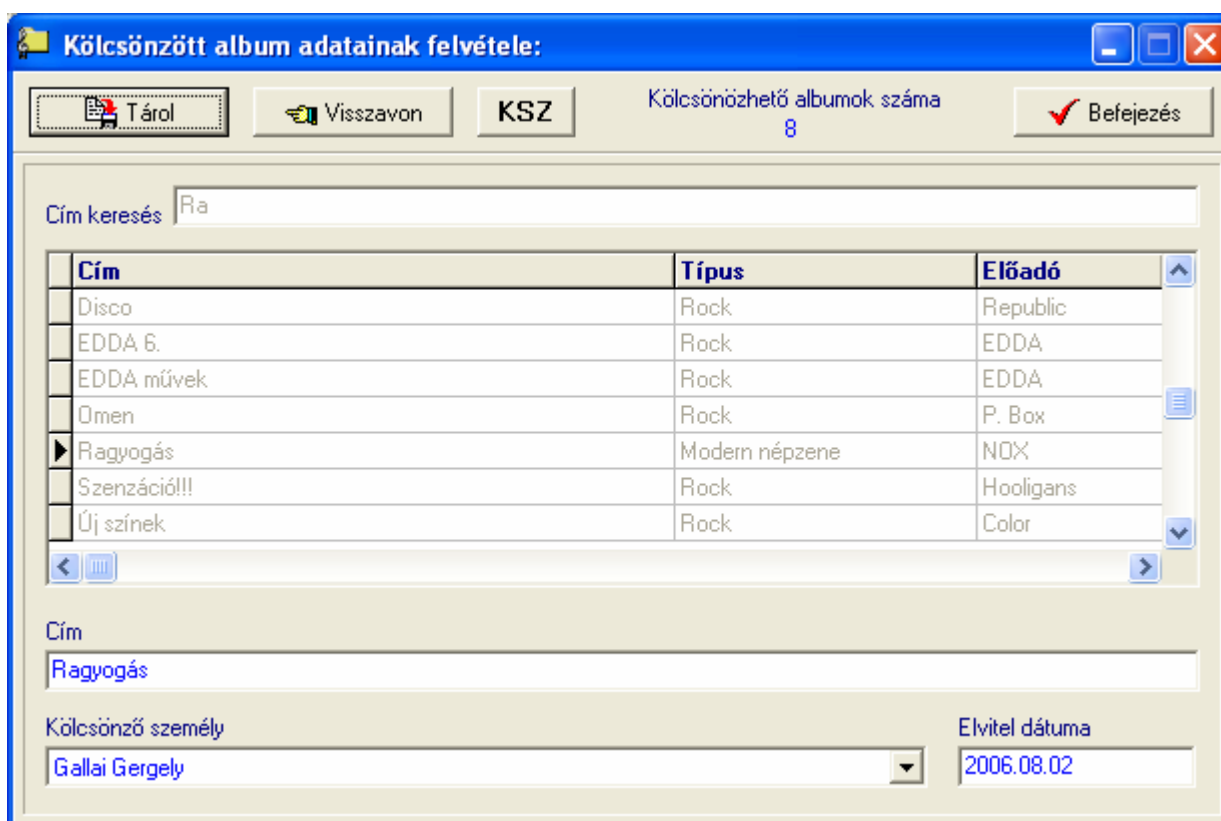 Kölcsönzött album adatainak felvétele:
Tárol Visszavon KSZ Kölcsönözhető albumok száma Befejezés
8
Cím keresés Ra
Cím Típus Előadó
Disco Rock Republic
EDDA 6. Rock EDDA
EDDA művek Rock EDDA
Omen Rock P. Box
Ragyogás Modern népzene NOX
Szenzáció!!! Rock Hooligans
Új színek Rock Color
Cím
Ragyogás
Kölcsönző személy Elvitel dátuma
Gallai Gergely 2006.08.02